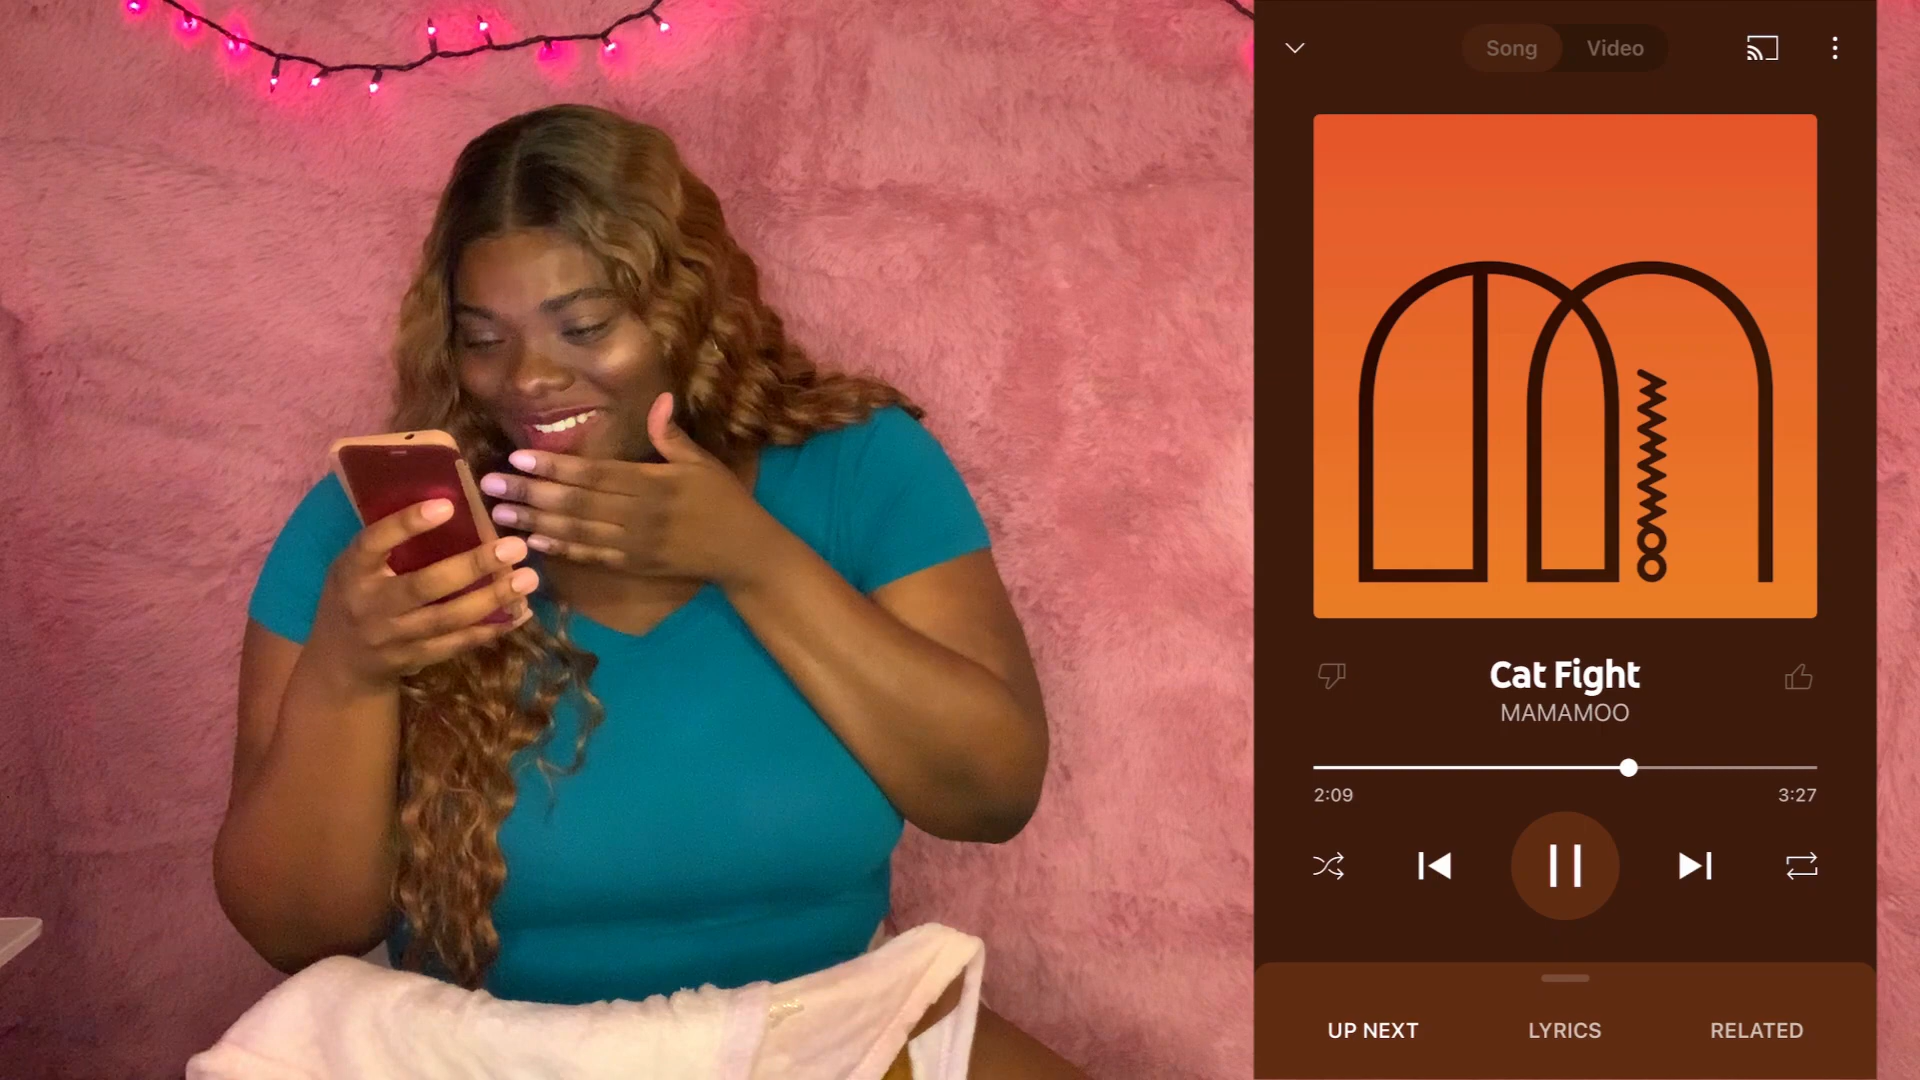 Song Video
Cat Fight
MAMAMOO
2:09 3:27
UP NEXT LYRICS RELATED